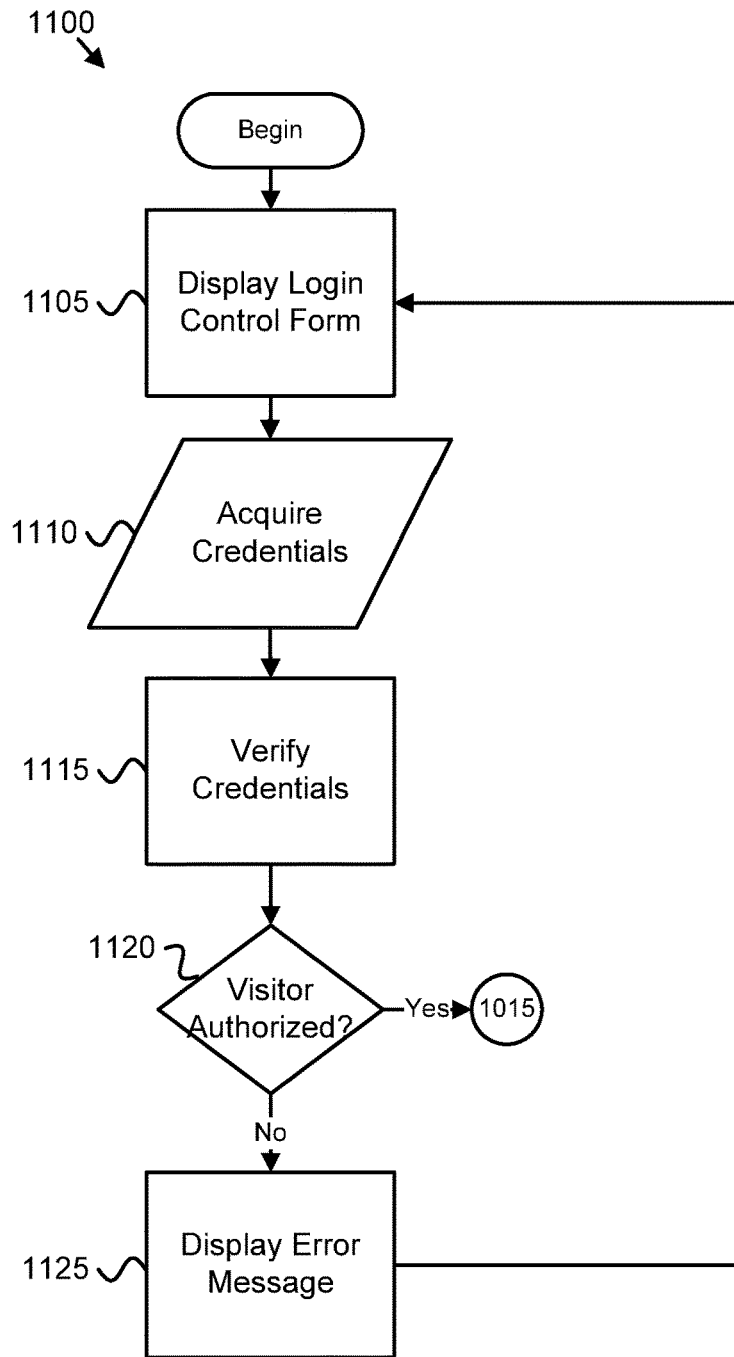 1100
Begin
1105
Display Login
Control Form
1110
Acquire
Credentials
1115
Verify
Credentials
1120
Visitor
Authorized?
Yes
1015
No
1125
Display Error
Message